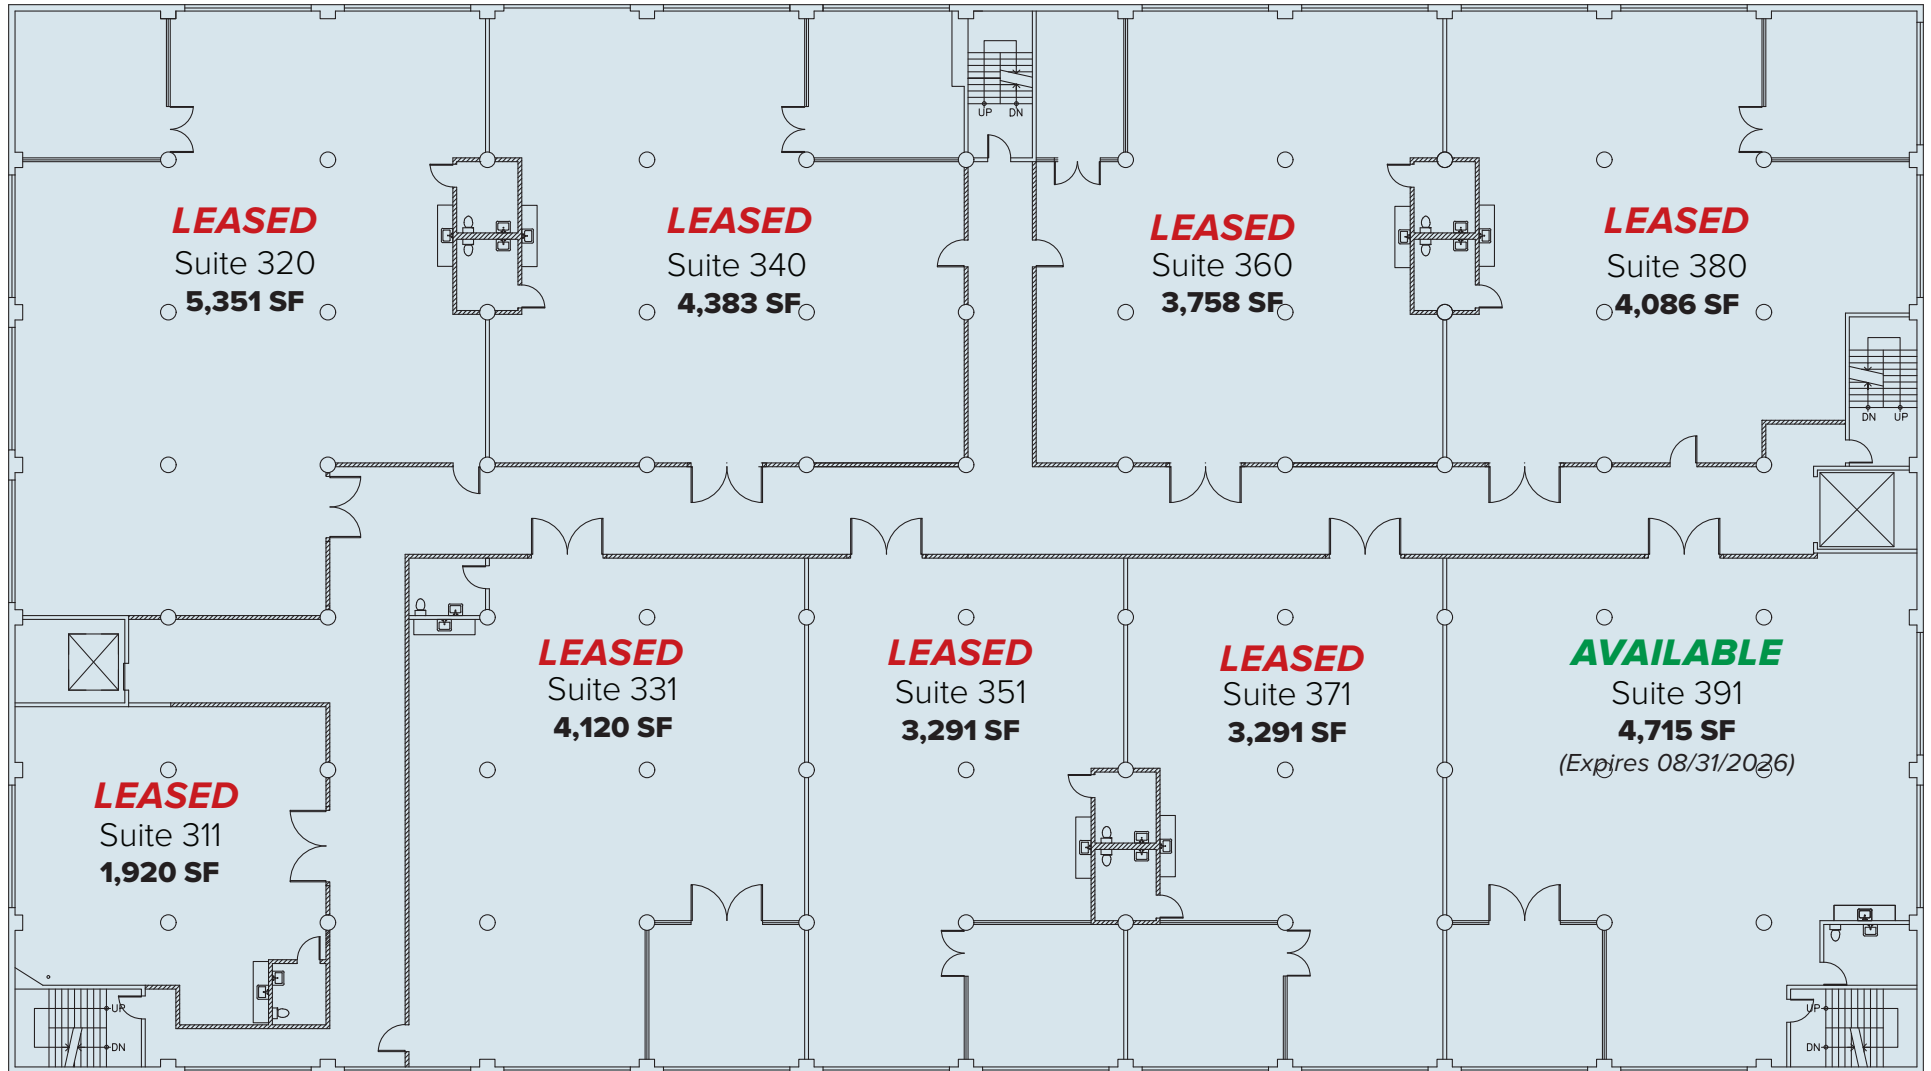 UP DN
LEASED
Suite 320
5,351 SF
LEASED
Suite 340
4,383 SF
LEASED
Suite 360
3,758 SF
LEASED
Suite 380
4,086 SF
DN UP
LEASED
Suite 331
4,120 SF
LEASED
Suite 351
3,291 SF
LEASED
Suite 371
3,291 SF
AVAILABLE
Suite 391
4,715 SF
(Expires 08/31/2026)
LEASED
Suite 311
1,920 SF
UP
DN
UP
DN